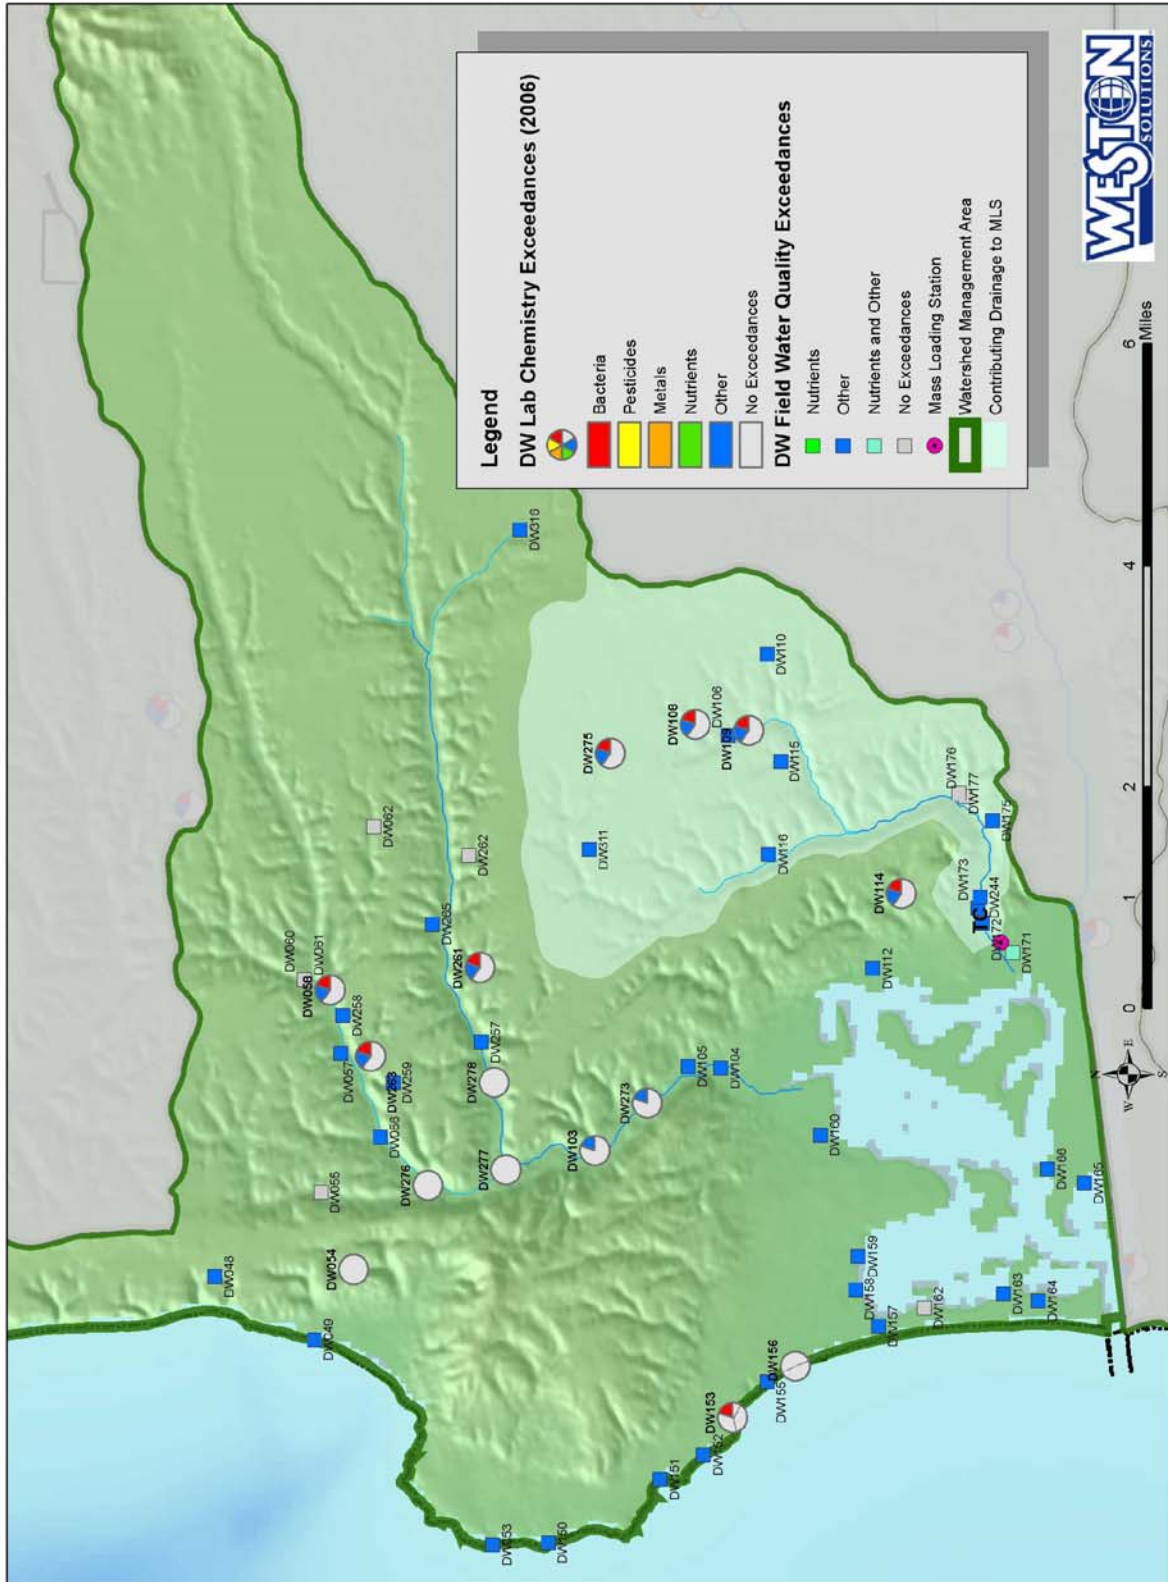 Legend
DW Lab Chemistry Exceedances (2006)
Bacteria
Pesticides
Metals
Nutrients
Other
No Exceedances
DW Field Water Quality Exceedances
Nutrients
Other
Nutrients and Other
No Exceedances
Mass Loading Station
Watershed Management Area
Contributing Drainage to MLS
WESTON
SOLUTIONS
DW048
DW049
DW054
DW055
DW060
DW061
DW058
DW258
DW057
DW263
DW259
DW056
DW276
DW062
DW262
DW265
DW261
DW257
DW278
DW277
DW103
DW273
DW105
DW104
DW316
DW275
DW311
DW108
DW106
DW109
DW110
DW115
DW116
DW114
DW112
DW176
DW177
DW175
DW173
DW244
TC
DW172
DW171
DW160
DW166
DW165
DW159
DW158
DW157
DW162
DW163
DW164
DW156
DW155
DW153
DW152
DW151
DW150
DW053
N
E
S
W
0
1
2
4
6
Miles